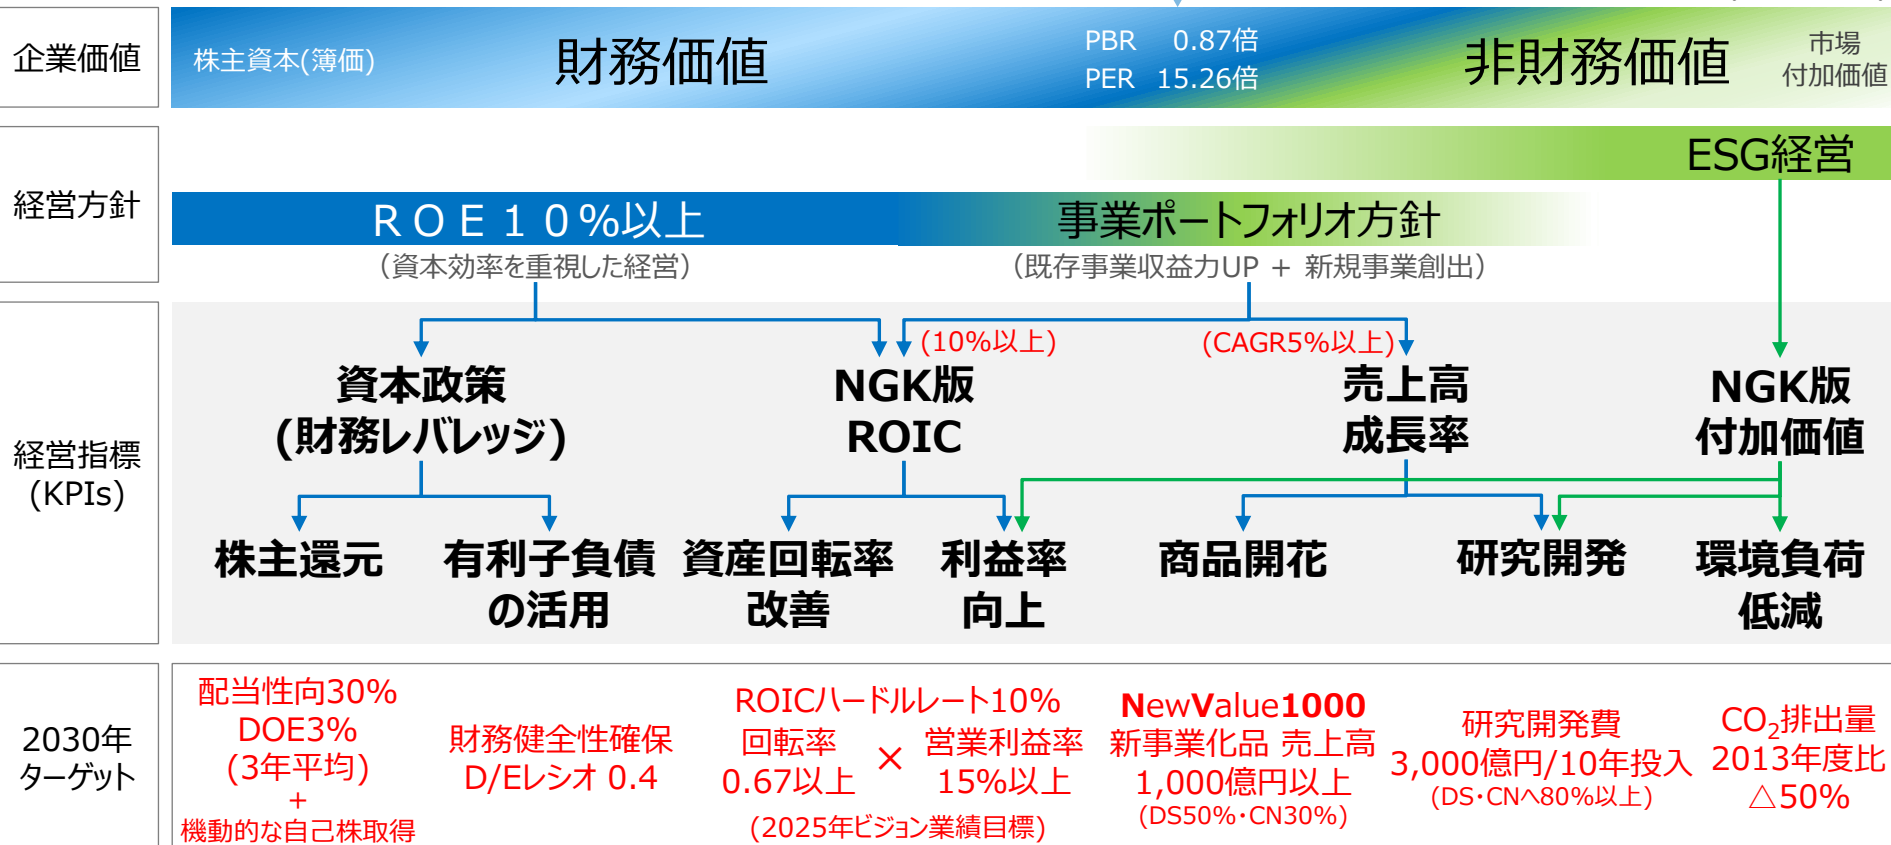 企業価値
株主資本(簿価)
財務価値
PBR 0.87倍
PER 15.26倍
非財務価値
市場
付加価値
経営方針
ESG経営
ROE10%以上
(資本効率を重視した経営)
事業ポートフォリオ方針
(既存事業収益力UP + 新規事業創出)
経営指標
(KPIs)
(10%以上)
(CAGR5%以上)
資本政策
(財務レバレッジ)
NGK版
ROIC
売上高
成長率
NGK版
付加価値
株主還元
有利子負債
の活用
資産回転率
改善
利益率
向上
商品開花
研究開発
環境負荷
低減
2030年
ターゲット
配当性向30%
DOE3%
(3年平均)
+
機動的な自己株取得
財務健全性確保
D/Eレシオ 0.4
ROICハードルレート10%
回転率
0.67以上
×
営業利益率
15%以上
(2025年ビジョン業績目標)
NewValue1000
新事業化品 売上高
1,000億円以上
(DS50%・CN30%)
研究開発費
3,000億円/10年投入
(DS・CNへ80%以上)
CO₂排出量
2013年度比
△50%